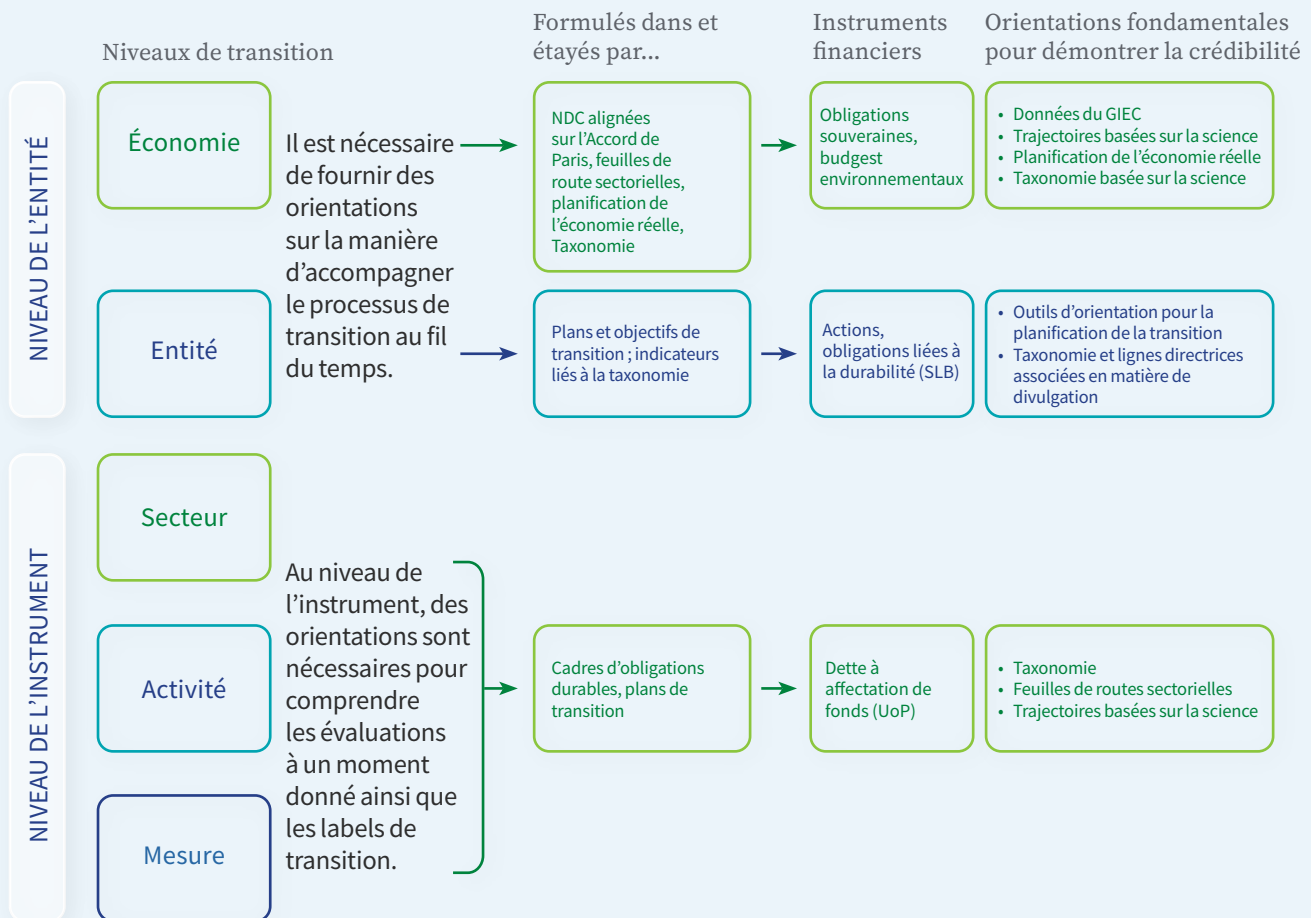 Niveaux de transition
Formulés dans et
étayés par...
Instruments
financiers
Orientations fondamentales
pour démontrer la crédibilité
NIVEAU DE L’ENTITÉ
Économie
Il est nécessaire
de fournir des
orientations
sur la manière
d’accompagner
le processus de
transition au fil
du temps.
NDC alignées
sur l’Accord de
Paris, feuilles de
route sectorielles,
planification de
l’économie réelle,
Taxonomie
Obligations
souveraines,
budgest
environnementaux
• Données du GIEC
• Trajectoires basées sur la science
• Planification de l’économie réelle
• Taxonomie basée sur la science
Entité
Plans et objectifs de
transition ; indicateurs
liés à la taxonomie
Actions,
obligations liées à
la durabilité (SLB)
• Outils d’orientation pour la
planification de la transition
• Taxonomie et lignes directrices
associées en matière de
divulgation
NIVEAU DE L’INSTRUMENT
Secteur
Activité
Mesure
Au niveau de
l’instrument, des
orientations sont
nécessaires pour
comprendre
les évaluations
à un moment
donné ainsi que
les labels de
transition.
Cadres d’obligations
durables, plans de
transition
Dette à
affectation de
fonds (UoP)
• Taxonomie
• Feuilles de routes sectorielles
• Trajectoires basées sur la science